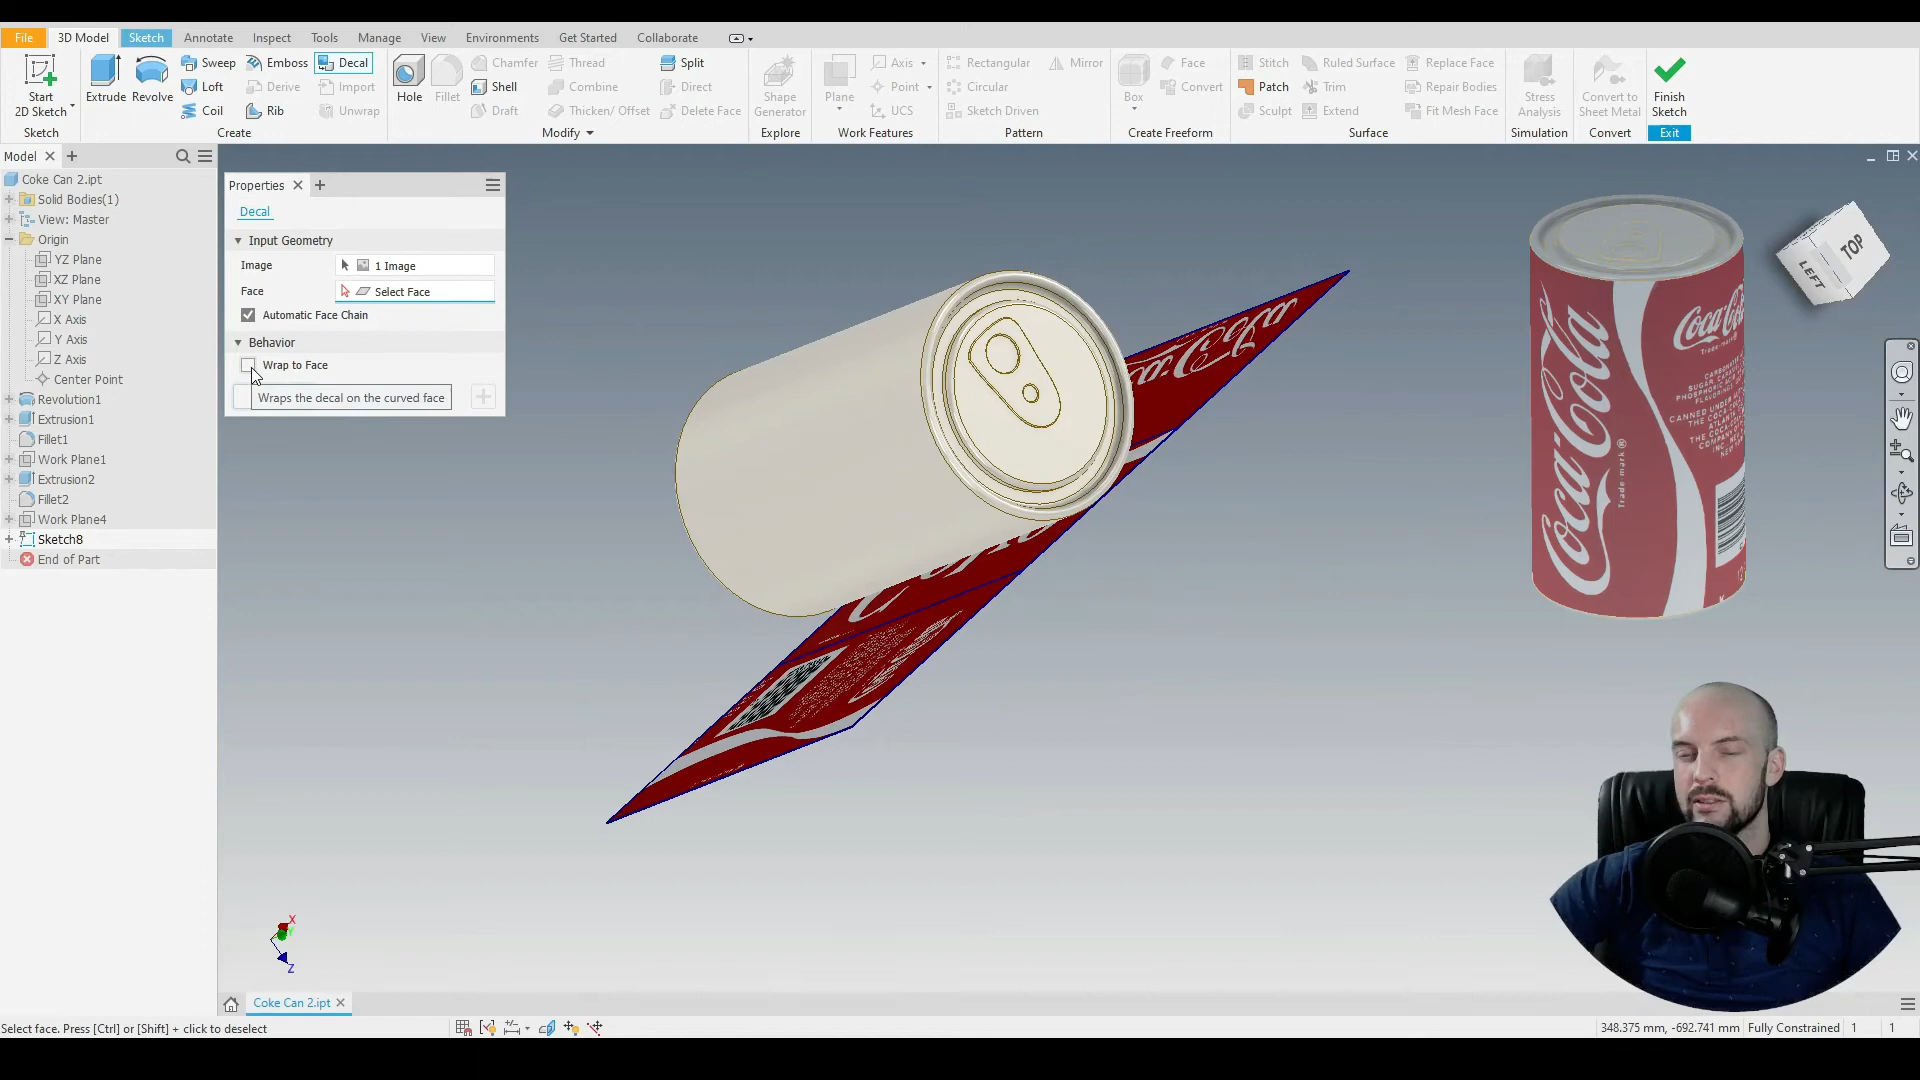 File 3D Model Sketch Annotate Inspect Tools Manage View Environments Get Started Collaborate
Start
2D Sketch
Sketch
Extrude
Revolve
Sweep
Loft
Coil
Emboss
Derive
Rib
Decal
Import
Unwrap
Create
Hole
Fillet
Chamfer
Shell
Draft
Thread
Combine
Thicken/ Offset
Split
Direct
Delete Face
Modify
Shape
Generator
Explore
Plane
Axis
Point
UCS
Work Features
Rectangular
Circular
Sketch Driven
Mirror
Pattern
Box
Face
Convert
Create Freeform
Stitch
Patch
Sculpt
Ruled Surface
Trim
Extend
Replace Face
Repair Bodies
Fit Mesh Face
Surface
Stress
Analysis
Simulation
Convert to
Sheet Metal
Convert
Finish
Sketch
Exit
Model
Coke Can 2.ipt
Solid Bodies(1)
View: Master
Origin
YZ Plane
XZ Plane
XY Plane
X Axis
Y Axis
Z Axis
Center Point
Revolution1
Extrusion1
Fillet1
Work Plane1
Extrusion2
Fillet2
Work Plane4
Sketch8
End of Part
Properties
Decal
Input Geometry
Image 1 Image
Face Select Face
Automatic Face Chain
Behavior
Wrap to Face
Wraps the decal on the curved face
Coca-Cola
Trade-mark®
Coca-Cola
LEFT
TOP
X
Y
Z
Coke Can 2.ipt
Select face. Press [Ctrl] or [Shift] + click to deselect
348.375 mm, -692.741 mm Fully Constrained 1 1